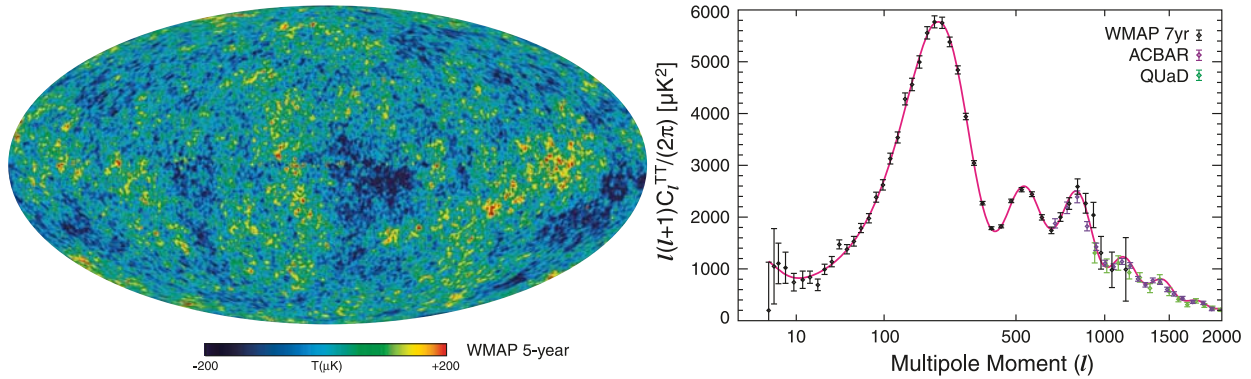 WMAP 5-year
-200 T(μK) +200
6000
5000
4000
3000
2000
1000
0
l(l+1)C_l^TT/(2π) [μK²]
WMAP 7yr
ACBAR
QUaD
10 100 500 1000 1500 2000
Multipole Moment (l)